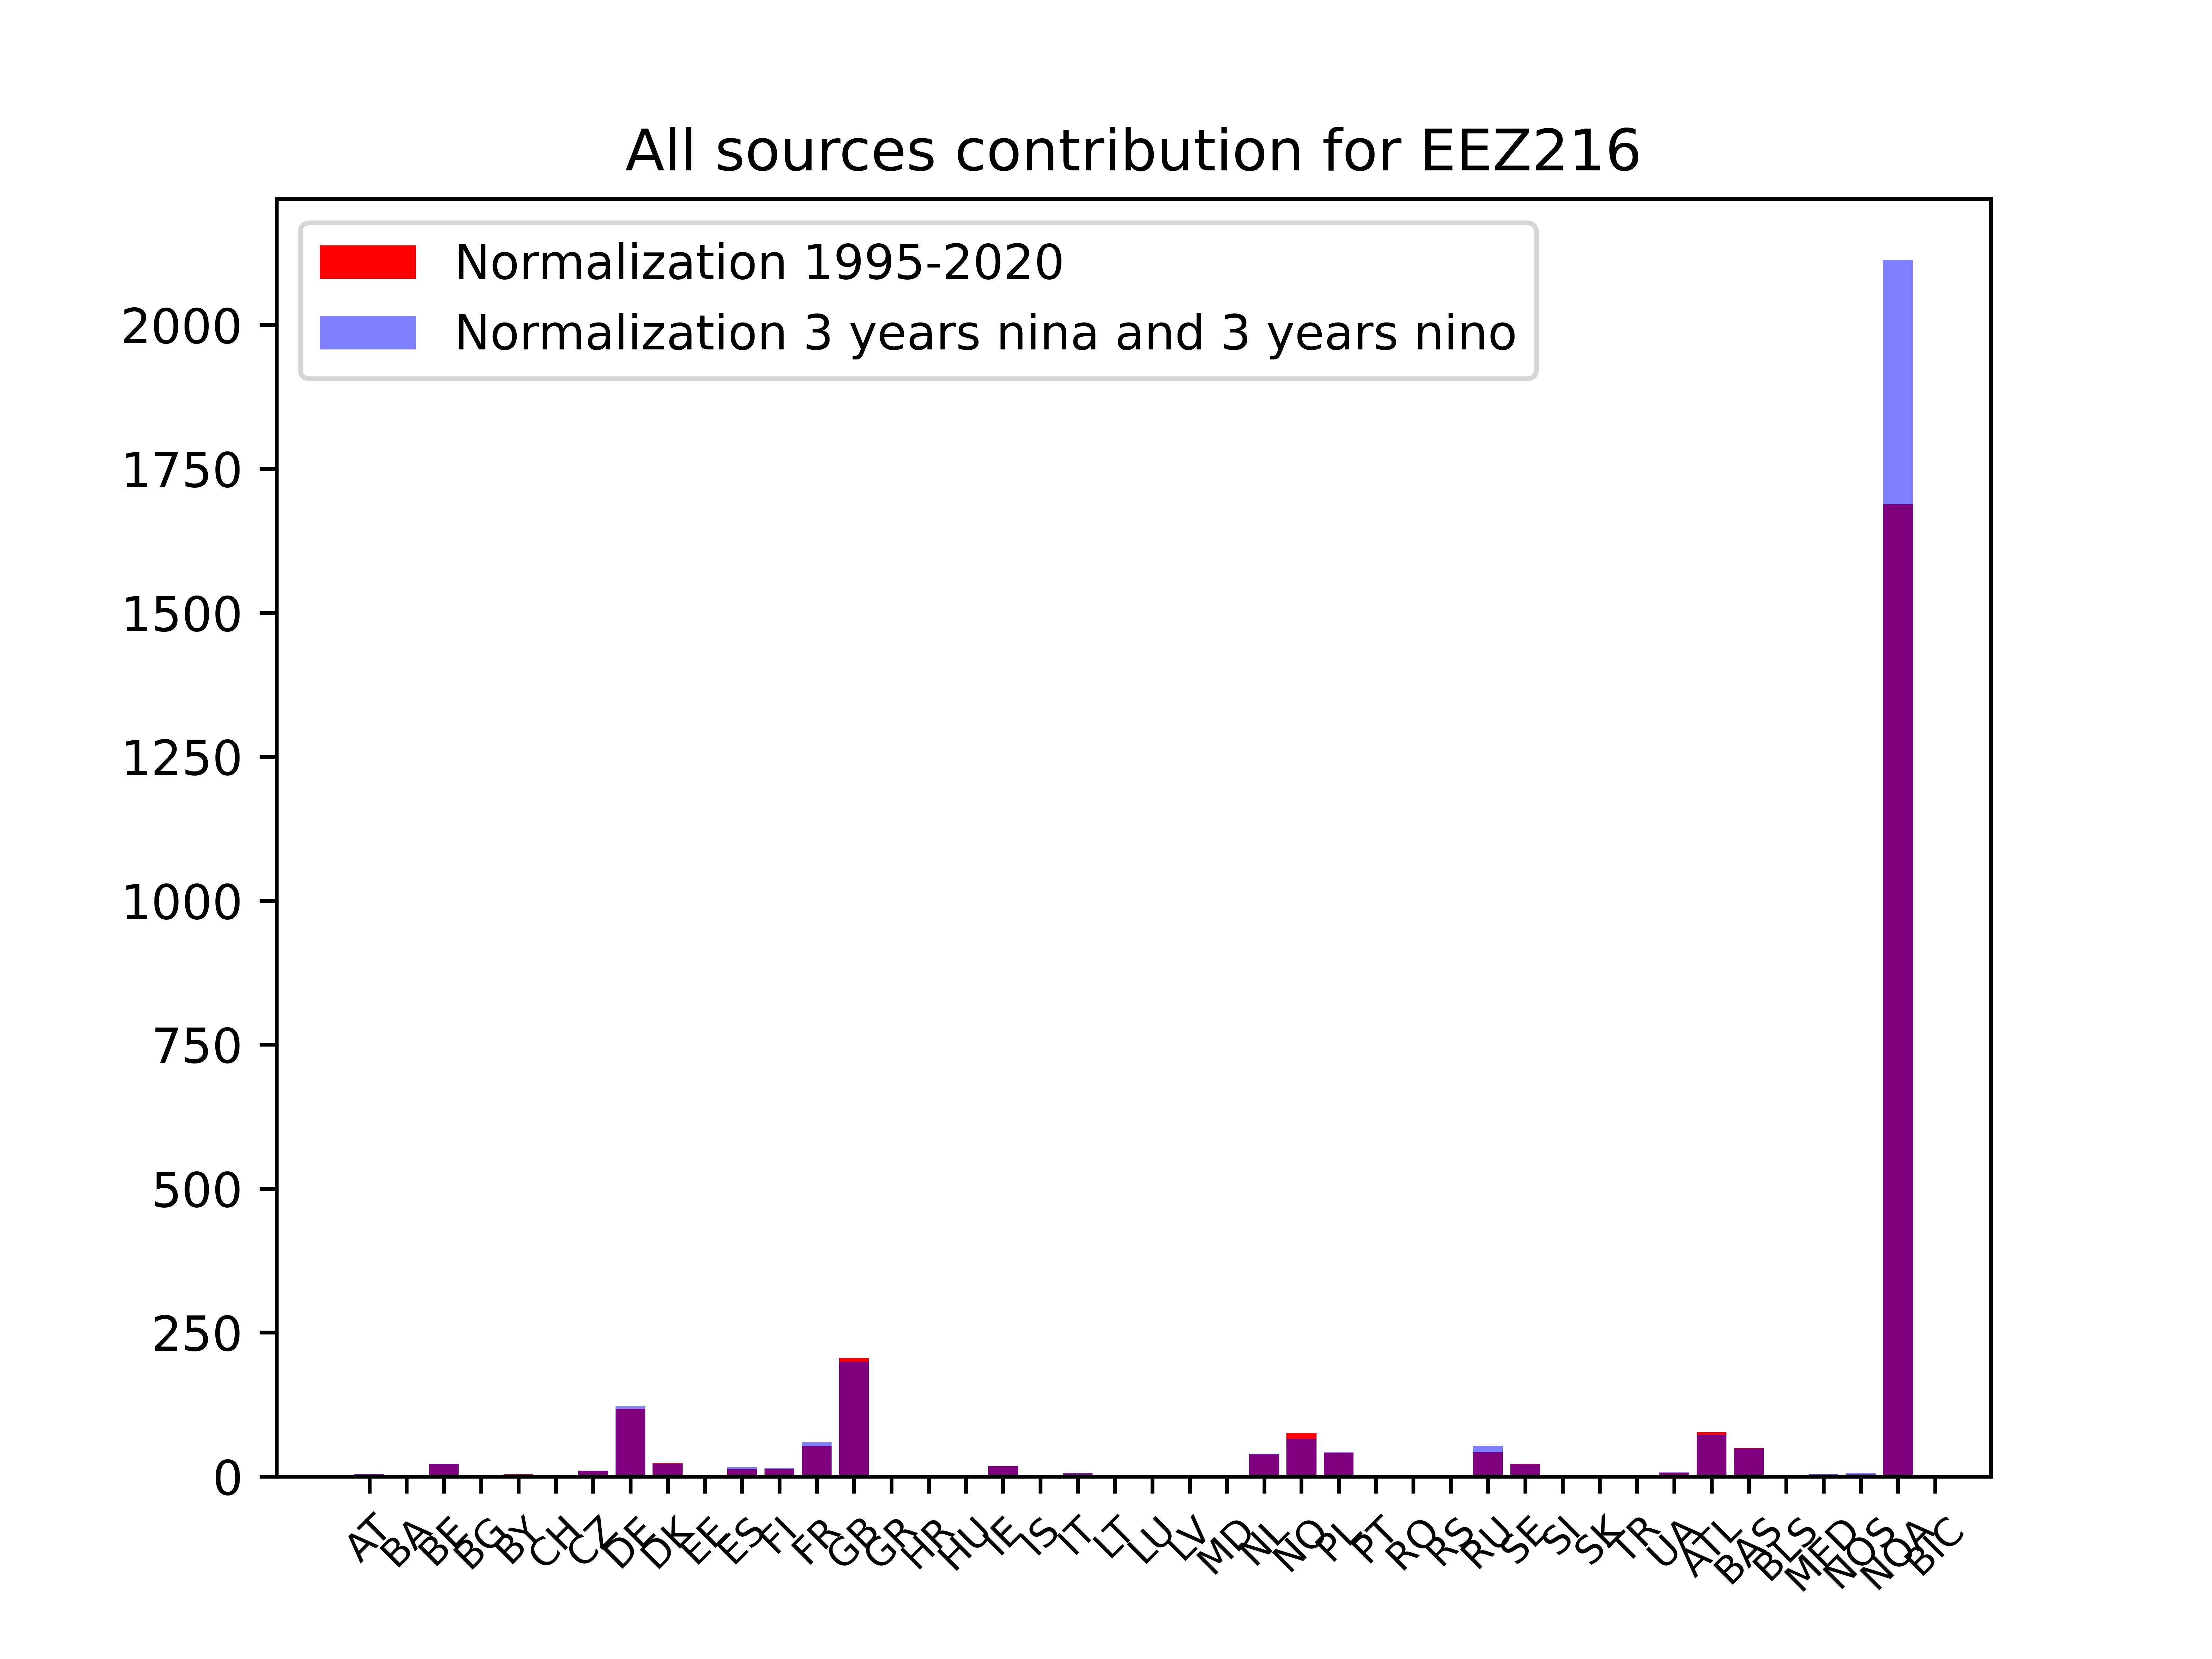 All sources contribution for EEZ216
Normalization 1995-2020
Normalization 3 years nina and 3 years nino
2000
1750
1500
1250
1000
750
500
250
0
AT BA BE BG BY CH CZ DE DK EE ES FI FR GB GR HR HU IE IS IT LT LU LV MD NL NO PL PT RO RS RU SE SI SK TR UA ATL BAS BLS MED NOS NOA BIC